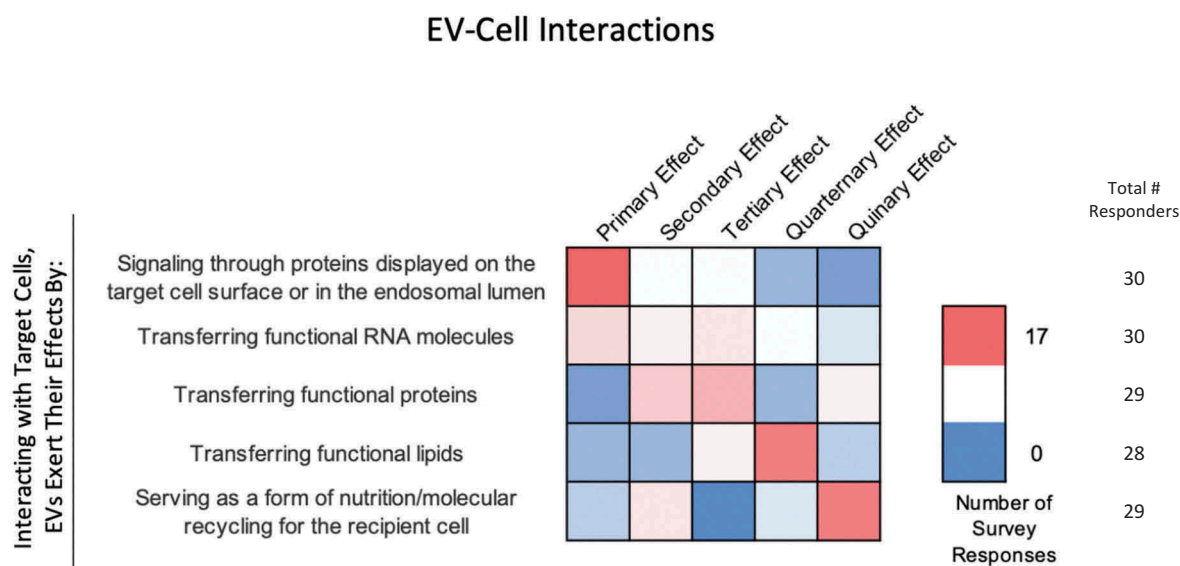 EV-Cell Interactions
Primary Effect
Secondary Effect
Tertiary Effect
Quarternary Effect
Quinary Effect
Total #
Responders
Interacting with Target Cells,
EVs Exert Their Effects By:
Signaling through proteins displayed on the
target cell surface or in the endosomal lumen
30
Transferring functional RNA molecules
30
Transferring functional proteins
29
Transferring functional lipids
28
Serving as a form of nutrition/molecular
recycling for the recipient cell
29
17
0
Number of
Survey
Responses